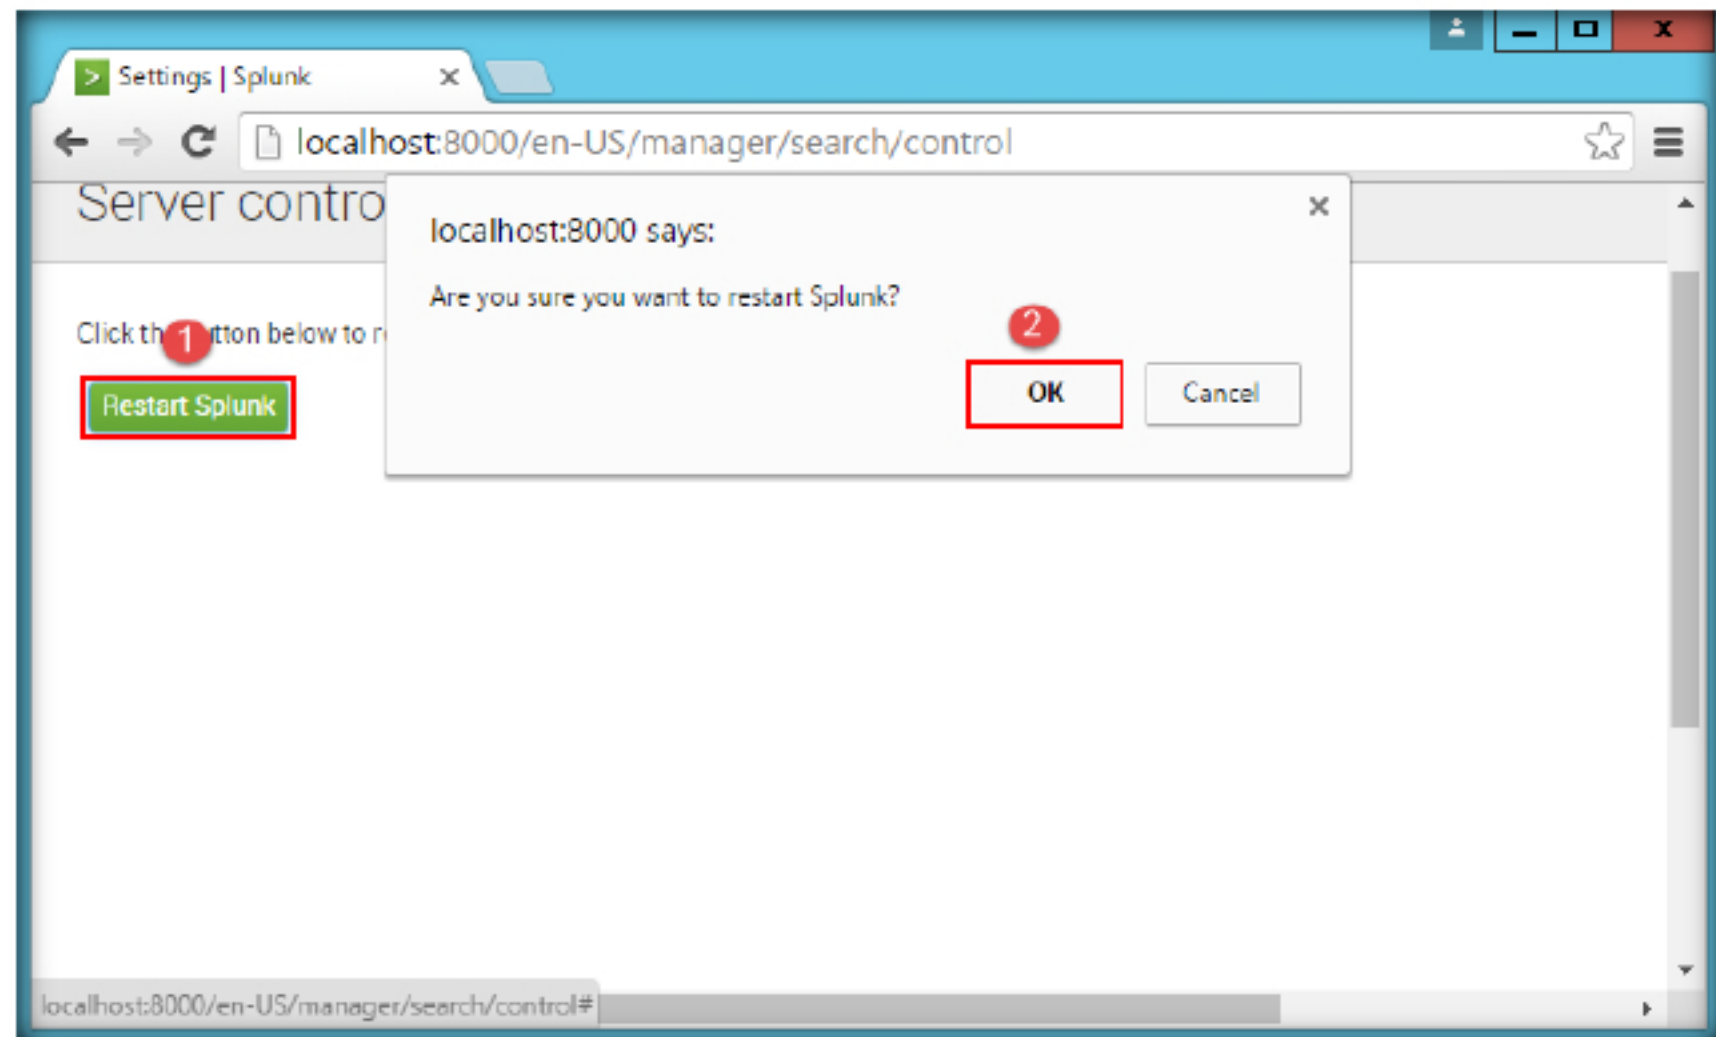 Settings | Splunk
localhost:8000/en-US/manager/search/control
Server contro
localhost:8000 says:
Are you sure you want to restart Splunk?
2
Click th 1 tton below to r
OK Cancel
Restart Splunk
localhost:8000/en-US/manager/search/control#